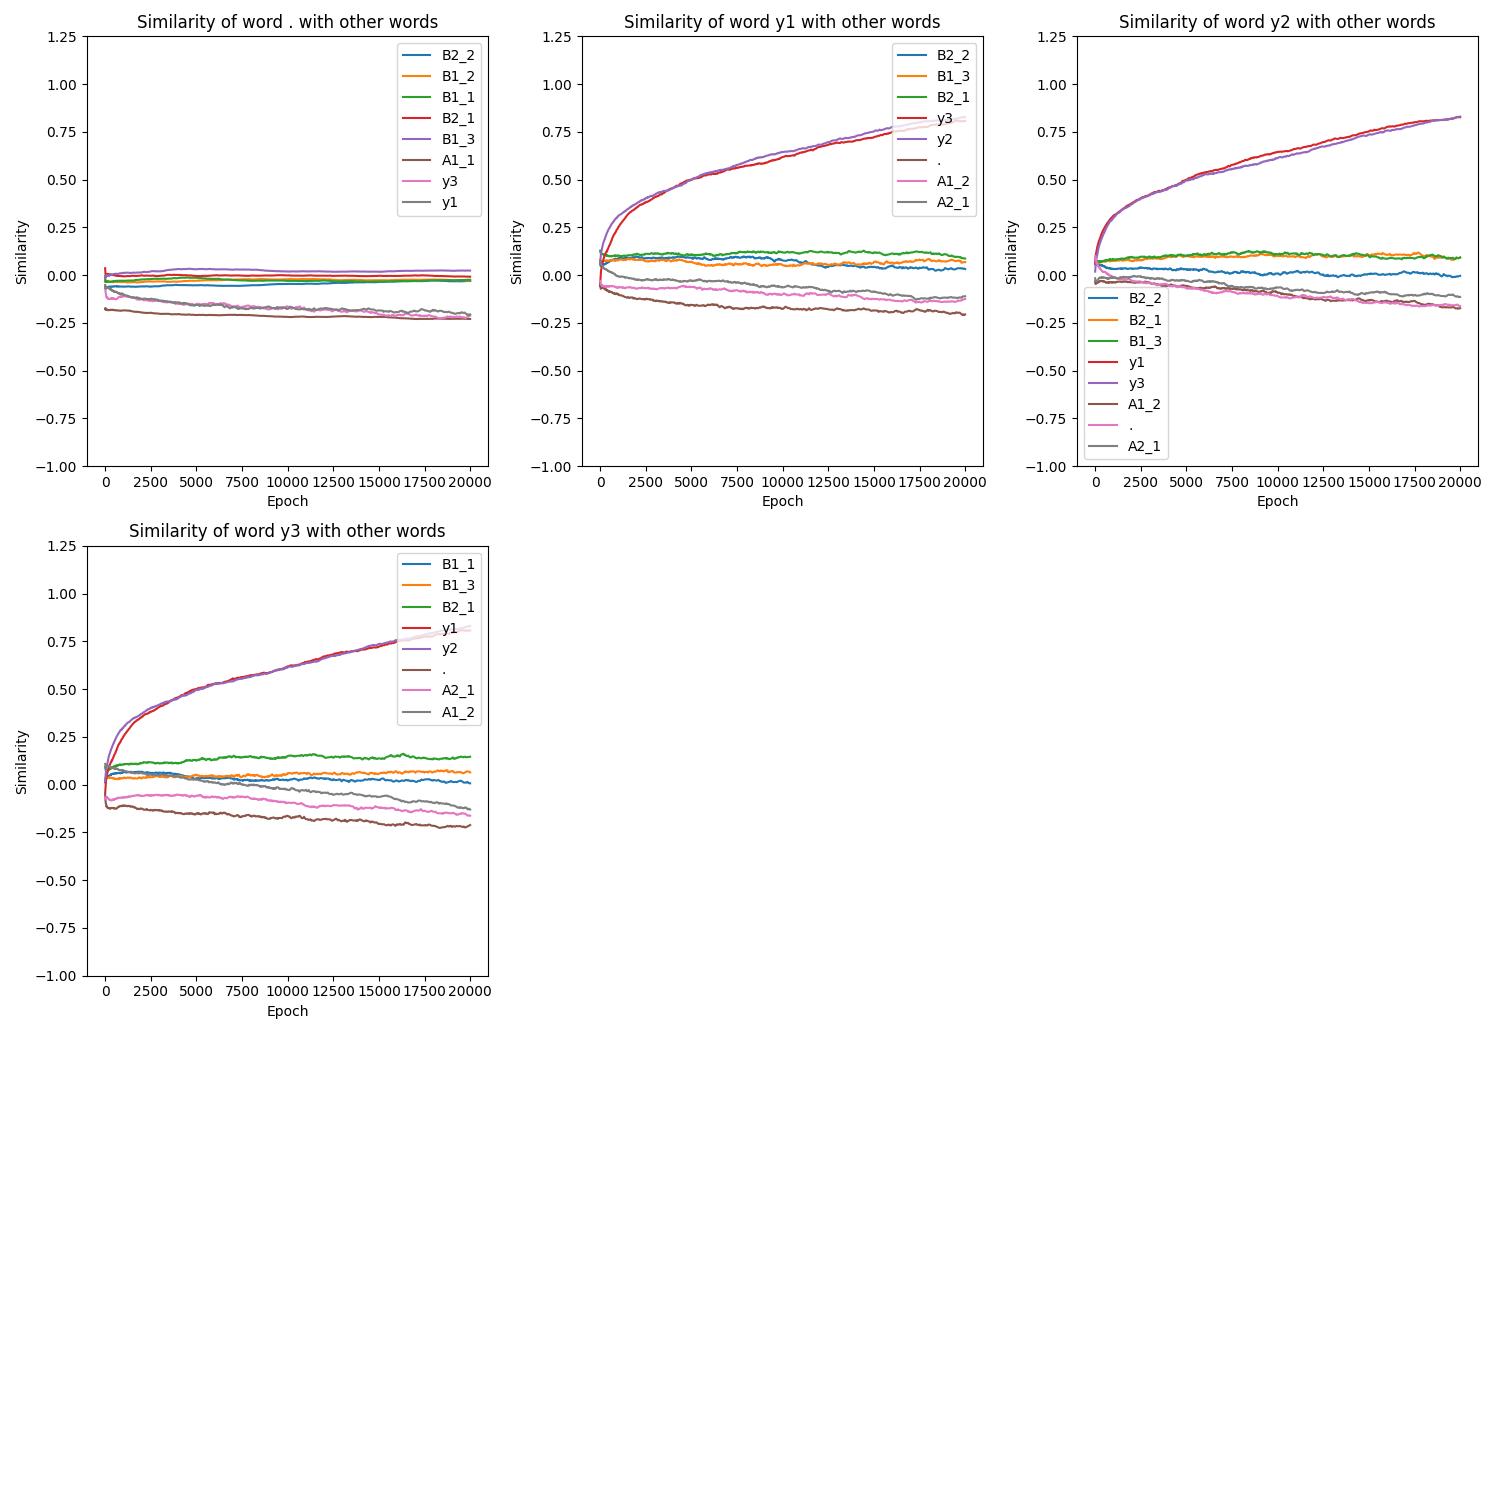 Similarity of word . with other words
1.25
1.00
0.75
0.50
0.25
0.00
−0.25
−0.50
−0.75
−1.00
Similarity
B2_2
B1_2
B1_1
B2_1
B1_3
A1_1
y3
y1
0 2500 5000 7500 10000 12500 15000 17500 20000
Epoch
Similarity of word y1 with other words
1.25
1.00
0.75
0.50
0.25
0.00
−0.25
−0.50
−0.75
−1.00
Similarity
B2_2
B1_3
B2_1
y3
y2
.
A1_2
A2_1
0 2500 5000 7500 10000 12500 15000 17500 20000
Epoch
Similarity of word y2 with other words
1.25
1.00
0.75
0.50
0.25
0.00
−0.25
−0.50
−0.75
−1.00
Similarity
B2_2
B2_1
B1_3
y1
y3
A1_2
.
A2_1
0 2500 5000 7500 10000 12500 15000 17500 20000
Epoch
Similarity of word y3 with other words
1.25
1.00
0.75
0.50
0.25
0.00
−0.25
−0.50
−0.75
−1.00
Similarity
B1_1
B1_3
B2_1
y1
y2
.
A2_1
A1_2
0 2500 5000 7500 10000 12500 15000 17500 20000
Epoch